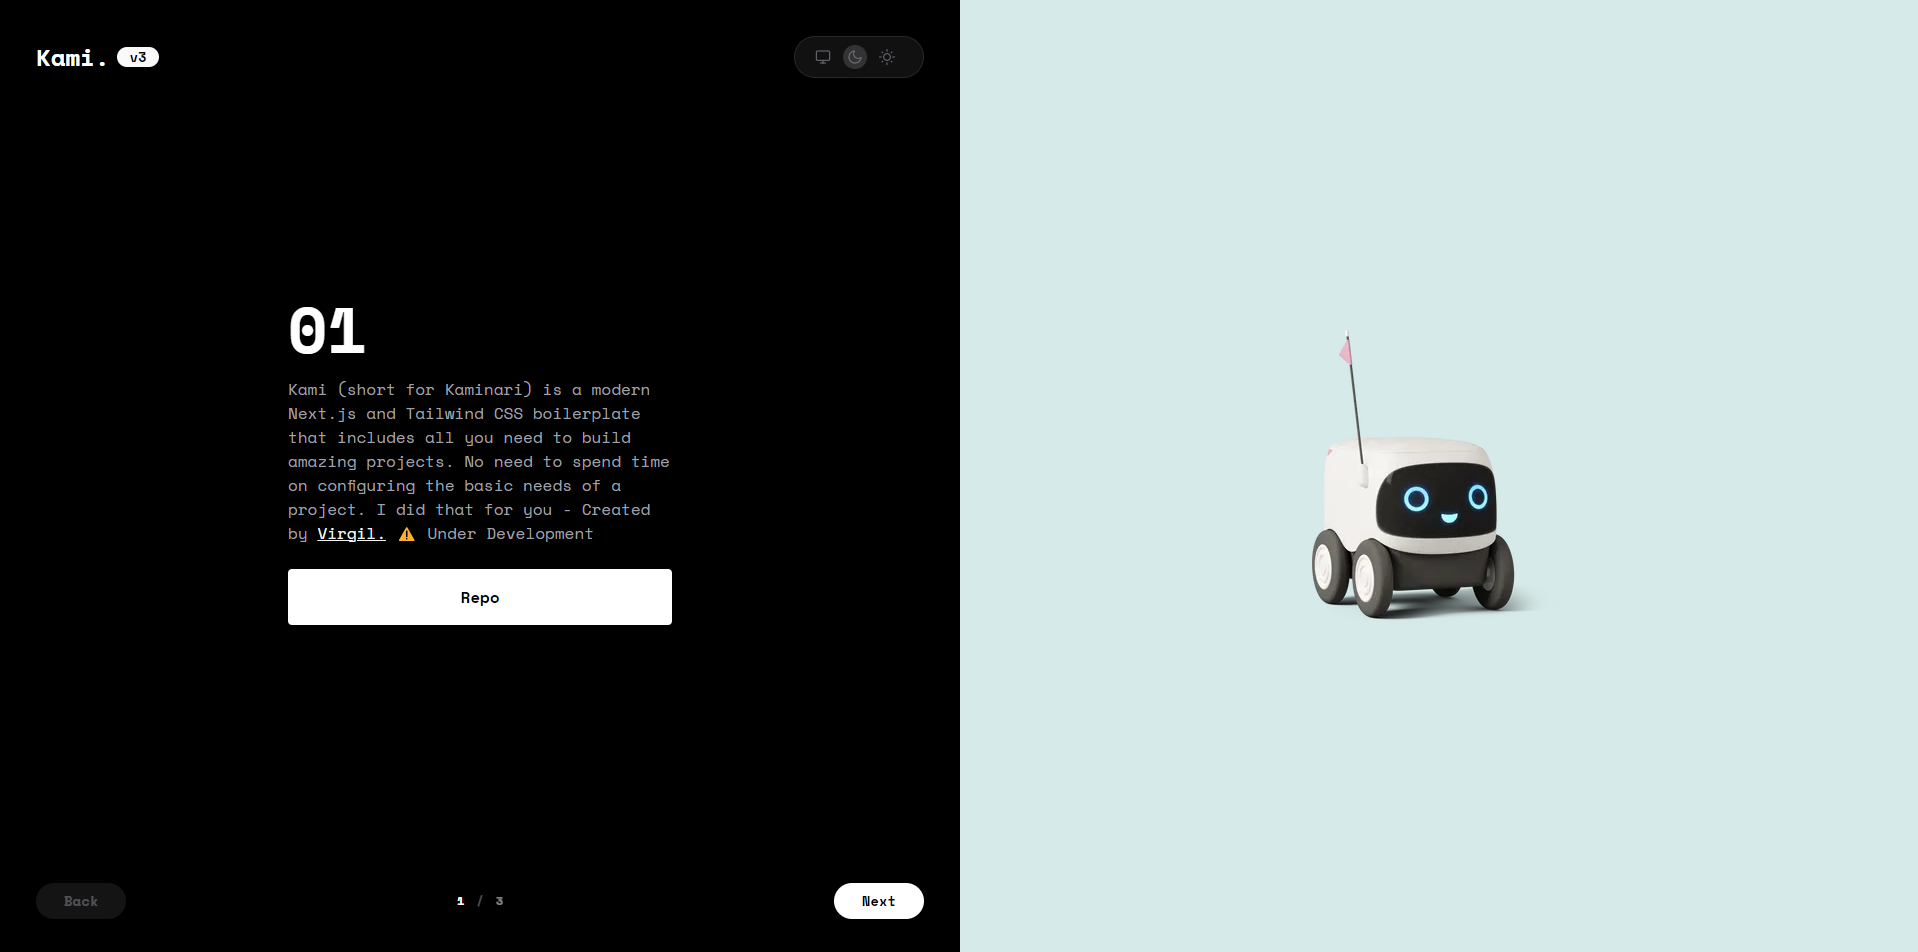 Kami. v3
01
Kami (short for Kaminari) is a modern
Next.js and Tailwind CSS boilerplate
that includes all you need to build
amazing projects. No need to spend time
on configuring the basic needs of a
project. I did that for you - Created
by Virgil. ⚠️ Under Development
Repo
Back
1 / 3
Next